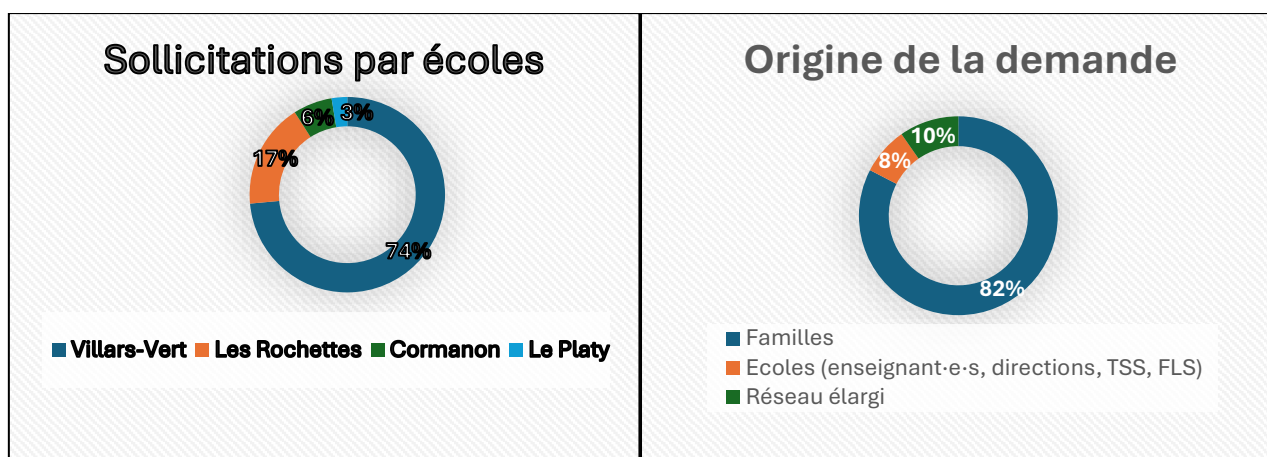 Sollicitations par écoles
3%
6%
17%
74%
Villars-Vert Les Rochettes Cormanon Le Platy
Origine de la demande
10%
8%
82%
Familles
Ecoles (enseignant·e·s, directions, TSS, FLS)
Réseau élargi